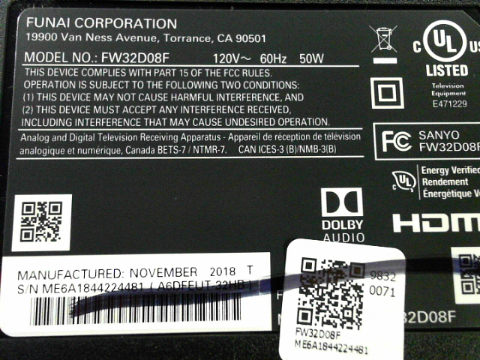 FUNAI CORPORATION
19900 Van Ness Avenue, Torrance, CA 90501
MODEL NO.: FW32D08F 120V~ 60Hz 50W
THIS DEVICE COMPLIES WITH PART 15 OF THE FCC RULES.
OPERATION IS SUBJECT TO THE FOLLOWING TWO CONDITIONS:
(1) THIS DEVICE MAY NOT CAUSE HARMFUL INTERFERENCE, AND
(2) THIS DEVICE MUST ACCEPT ANY INTERFERENCE RECEIVED,
INCLUDING INTERFERENCE THAT MAY CAUSE UNDESIRED OPERATION.
Analog and Digital Television Receiving Apparatus - Appareil de réception de télévision
analogique et numérique, Canada BETS-7 / NTMR-7. CAN ICES-3 (B)/NMB-3(B)
C UL US
LISTED
Television
Equipment
E471229
FC SANYO
FW32D08F
UL Energy Verified
Rendement
Énergétique
DOLBY
AUDIO
HDMI
MANUFACTURED: NOVEMBER 2018 T
S/N ME6A1844224481
9832
0071
FW32D08F
ME6A1844224481